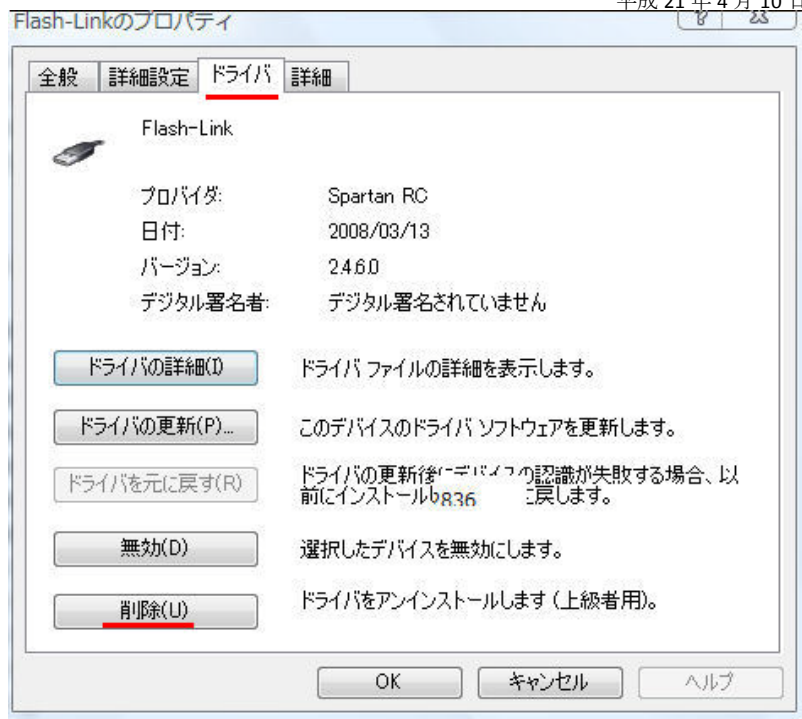 平成 21 年 4 月 10 日
Flash-Linkのプロパティ
全般 詳細設定 ドライバ 詳細
Flash-Link
プロバイダ: Spartan RC
日付: 2008/03/13
バージョン: 2.4.6.0
デジタル署名者: デジタル署名されていません
ドライバの詳細(I) ドライバ ファイルの詳細を表示します。
ドライバの更新(P)... このデバイスのドライバ ソフトウェアを更新します。
ドライバを元に戻す(R) ドライバの更新後にデバイスの認識が失敗する場合、以
前にインストール 2836 に戻します。
無効(D) 選択したデバイスを無効にします。
削除(U) ドライバをアンインストールします (上級者用)。
OK キャンセル ヘルプ